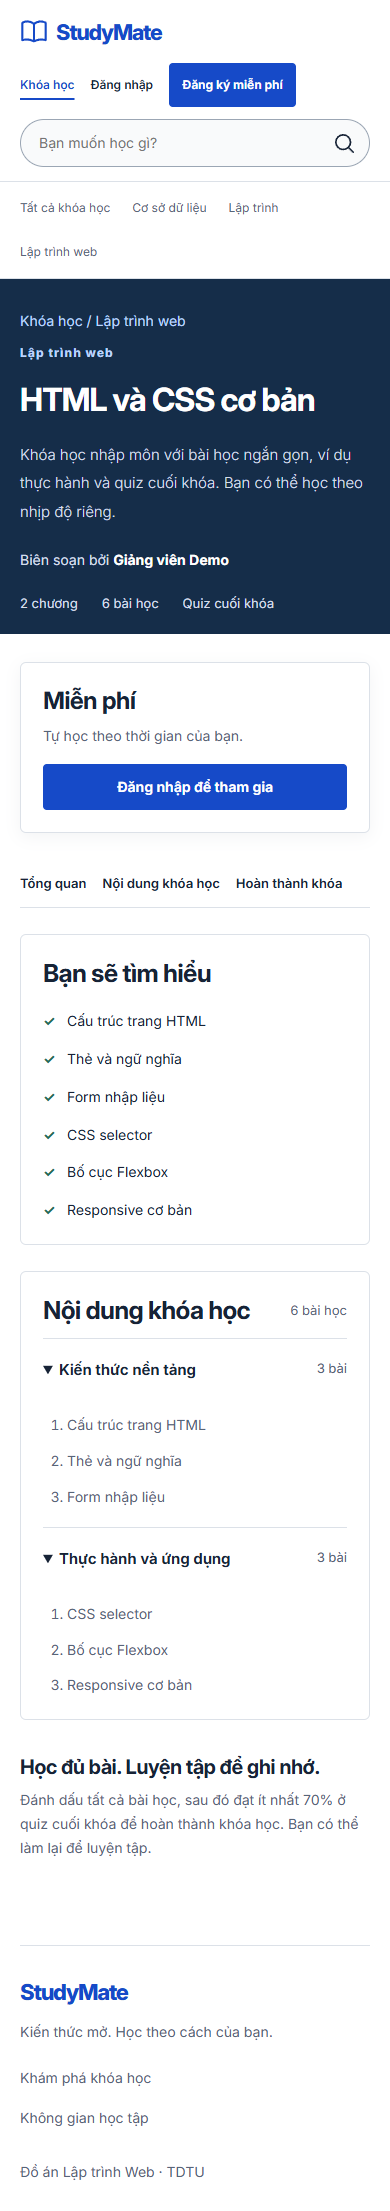 StudyMate
Khóa học Đăng nhập Đăng ký miễn phí
Bạn muốn học gì?
Tất cả khóa học Cơ sở dữ liệu Lập trình
Lập trình web
Khóa học / Lập trình web
Lập trình web
HTML và CSS cơ bản
Khóa học nhập môn với bài học ngắn gọn, ví dụ
thực hành và quiz cuối khóa. Bạn có thể học theo
nhịp độ riêng.
Biên soạn bởi Giảng viên Demo
2 chương 6 bài học Quiz cuối khóa
Miễn phí
Tự học theo thời gian của bạn.
Đăng nhập để tham gia
Tổng quan Nội dung khóa học Hoàn thành khóa
Bạn sẽ tìm hiểu
✓ Cấu trúc trang HTML
✓ Thẻ và ngữ nghĩa
✓ Form nhập liệu
✓ CSS selector
✓ Bố cục Flexbox
✓ Responsive cơ bản
Nội dung khóa học 6 bài học
▼ Kiến thức nền tảng 3 bài
1. Cấu trúc trang HTML
2. Thẻ và ngữ nghĩa
3. Form nhập liệu
▼ Thực hành và ứng dụng 3 bài
1. CSS selector
2. Bố cục Flexbox
3. Responsive cơ bản
Học đủ bài. Luyện tập để ghi nhớ.
Đánh dấu tất cả bài học, sau đó đạt ít nhất 70% ở
quiz cuối khóa để hoàn thành khóa học. Bạn có thể
làm lại để luyện tập.
StudyMate
Kiến thức mở. Học theo cách của bạn.
Khám phá khóa học
Không gian học tập
Đồ án Lập trình Web · TDTU